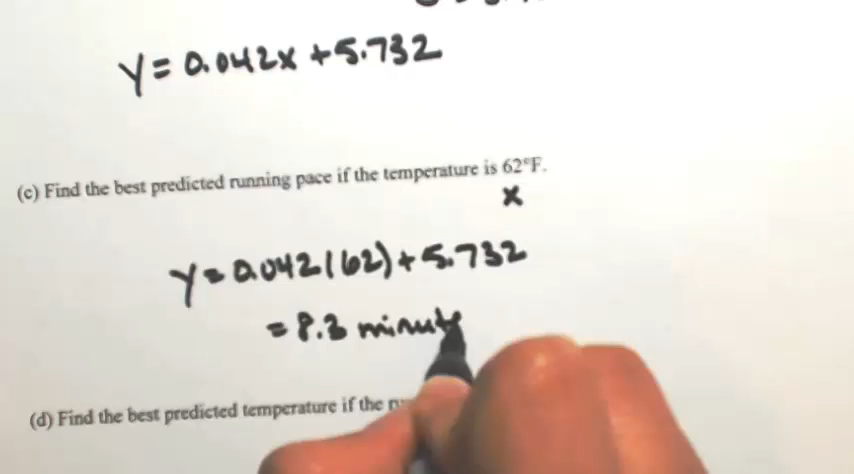 Y = 0.042x + 5.732
(c) Find the best predicted running pace if the temperature is 62°F.
x
Y = 0.042(62) + 5.732
= 8.3 minute
(d) Find the best predicted temperature if the